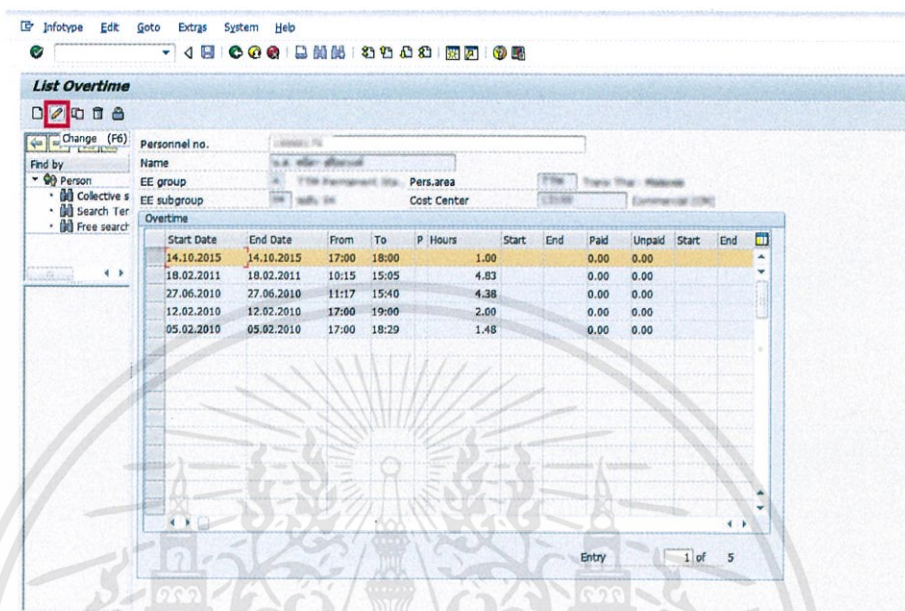 Infotype Edit Goto Extras System Help
List Overtime
Change (F6)
Personnel no.
Find by
Name
Person
EE group
Pers.area
Collective s
EE subgroup
Cost Center
Search Ter
Free search
Overtime
Start Date End Date From To P Hours Start End Paid Unpaid Start End
14.10.2015 14.10.2015 17:00 18:00 1.00 0.00 0.00
18.02.2011 18.02.2011 10:15 15:05 4.83 0.00 0.00
27.06.2010 27.06.2010 11:17 15:40 4.38 0.00 0.00
12.02.2010 12.02.2010 17:00 19:00 2.00 0.00 0.00
05.02.2010 05.02.2010 17:00 18:29 1.48 0.00 0.00
Entry 1 of 5